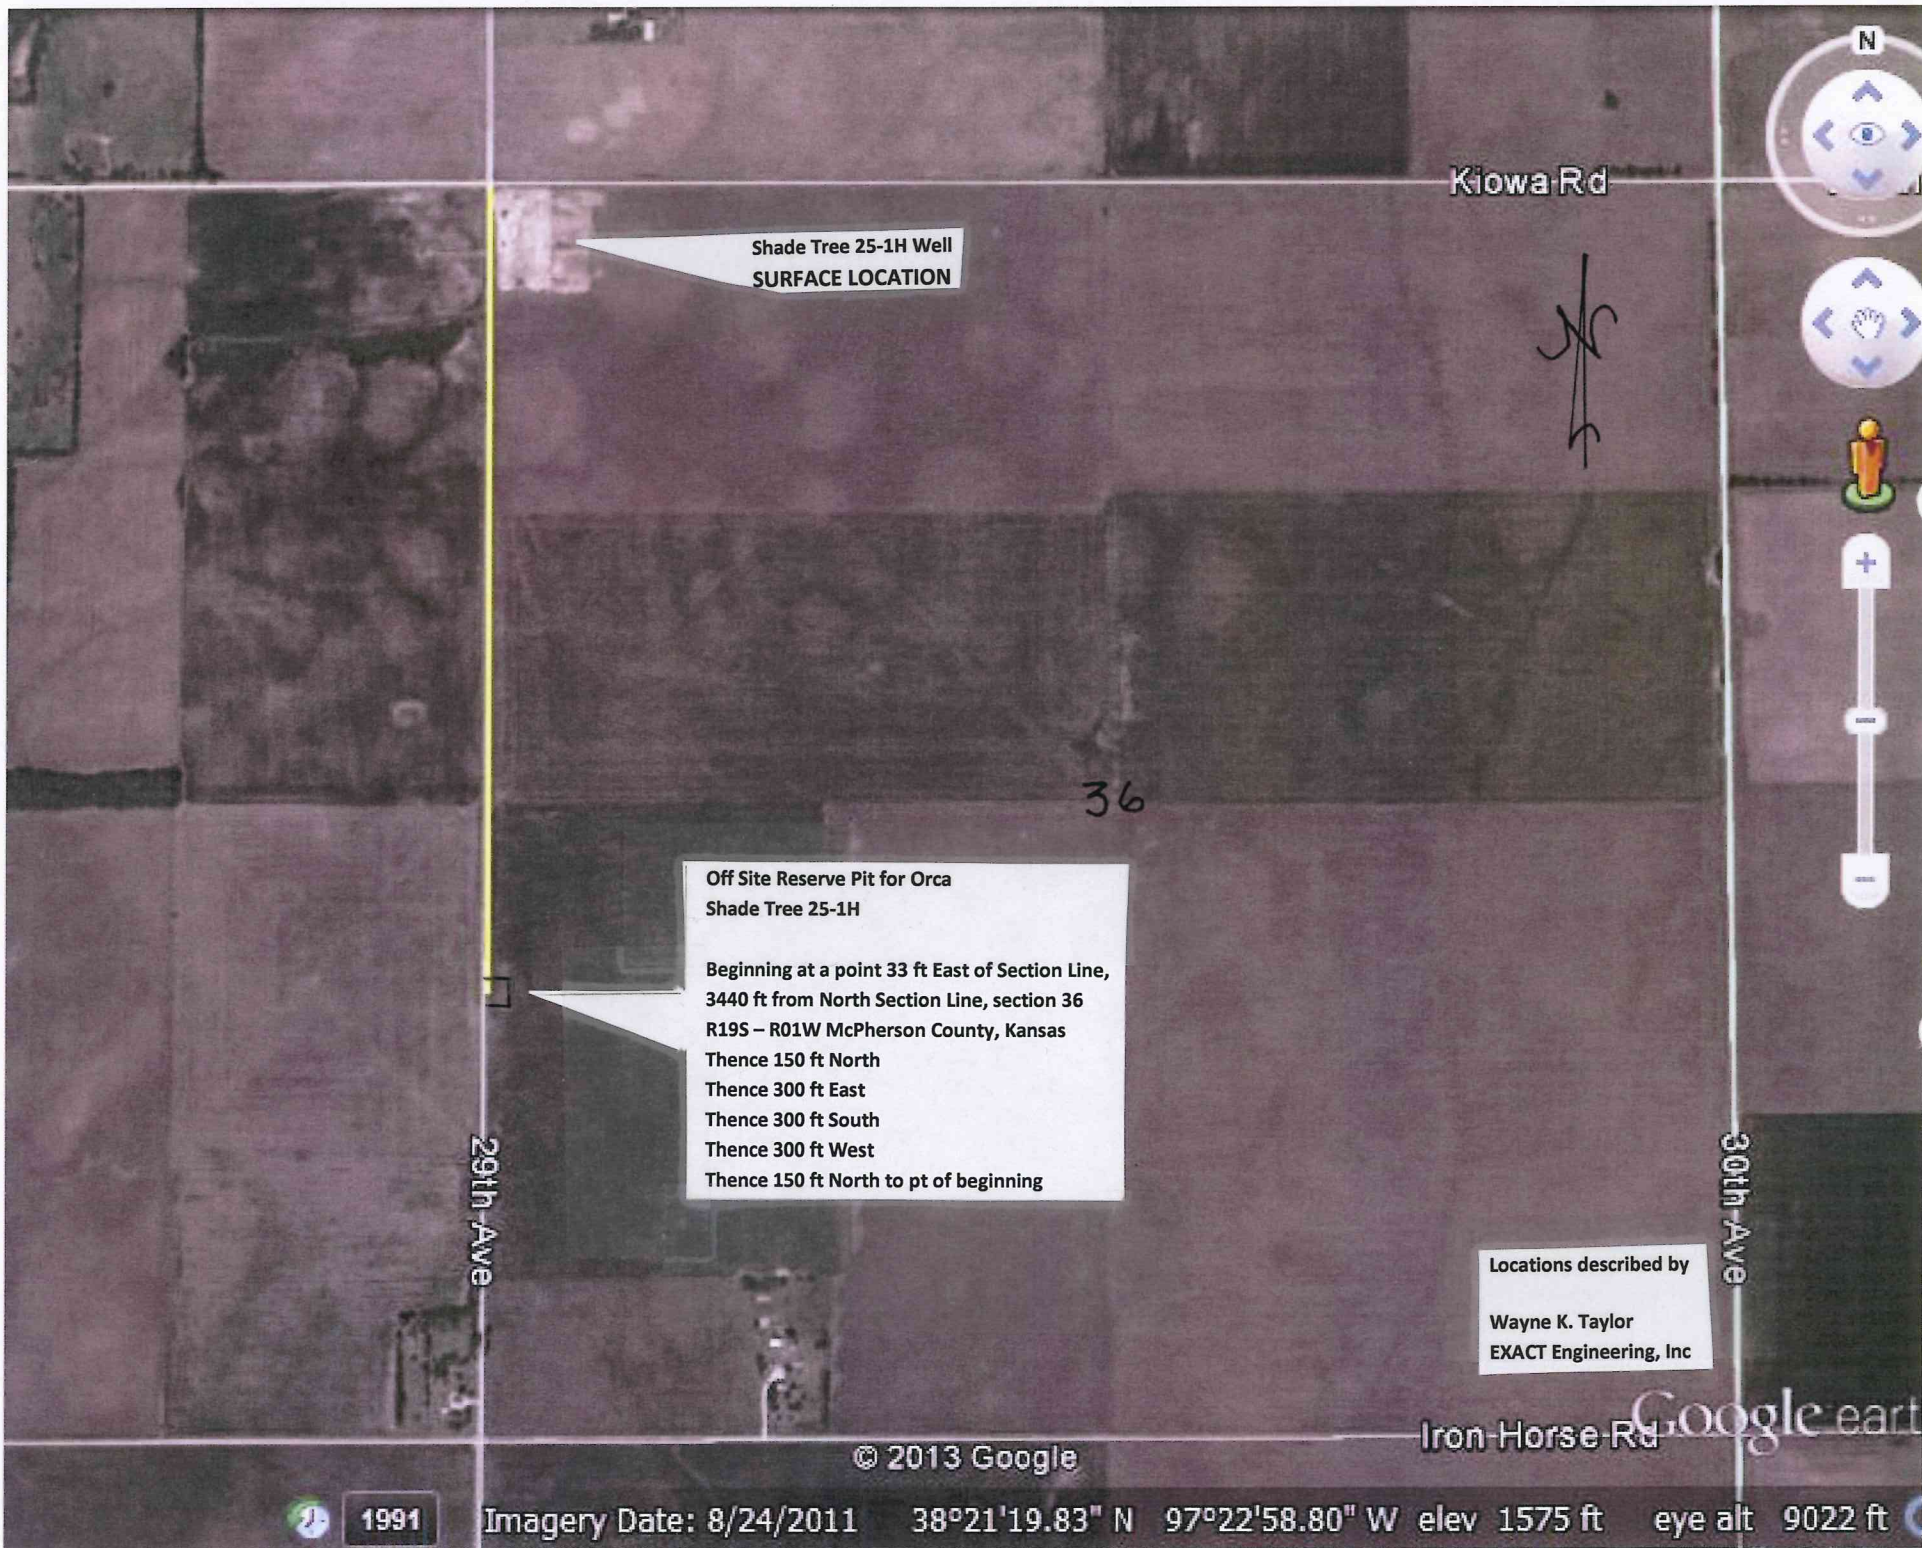 N
Kiowa Rd
Shade Tree 25-1H Well
SURFACE LOCATION
N
36
Off Site Reserve Pit for Orca
Shade Tree 25-1H
Beginning at a point 33 ft East of Section Line,
3440 ft from North Section Line, section 36
R19S – R01W McPherson County, Kansas
Thence 150 ft North
Thence 300 ft East
Thence 300 ft South
Thence 300 ft West
Thence 150 ft North to pt of beginning
29th Ave
30th Ave
Locations described by
Wayne K. Taylor
EXACT Engineering, Inc
Google eart
Iron Horse Rd
© 2013 Google
1991 Imagery Date: 8/24/2011 38°21'19.83" N 97°22'58.80" W elev 1575 ft eye alt 9022 ft